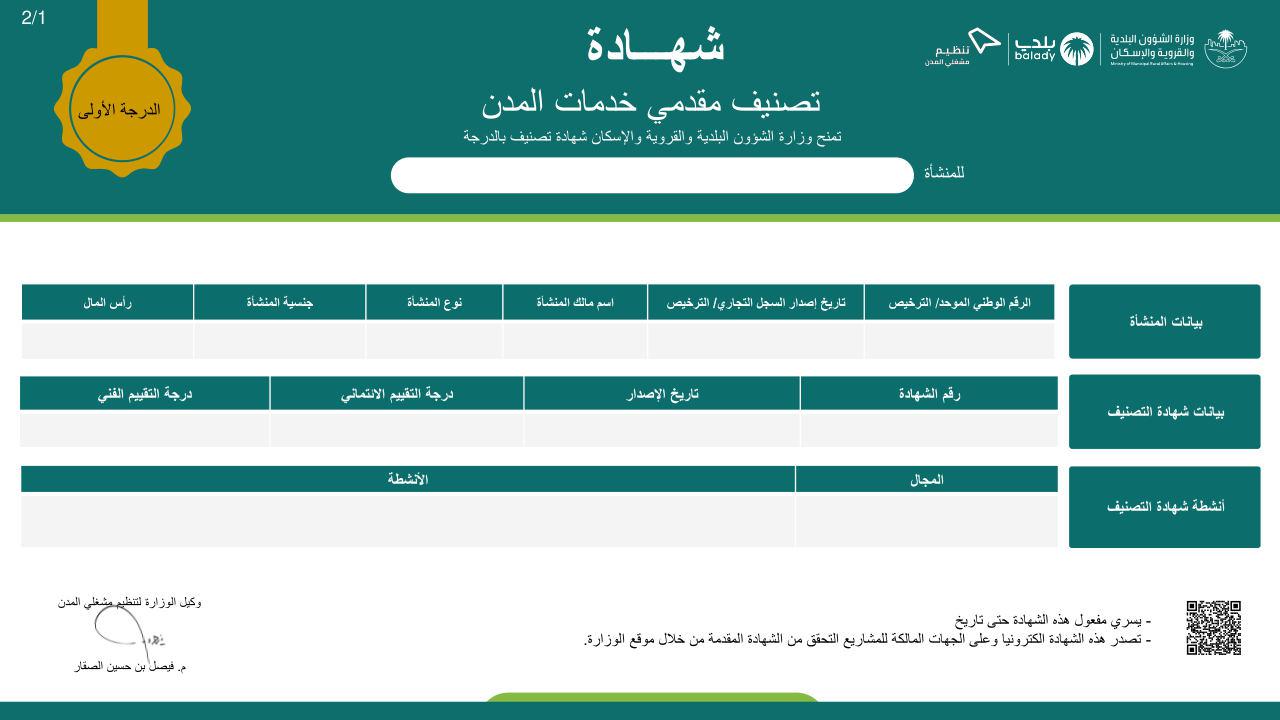 2/1
وزارة الشؤون البلدية
والقروية والإسكان
Ministry of Municipal Rural Affairs & Housing
بلدي
balady
تنظيم
مشغلي المدن
الدرجة الأولى
شهـــادة
تصنيف مقدمي خدمات المدن
تمنح وزارة الشؤون البلدية والقروية والإسكان شهادة تصنيف بالدرجة
للمنشأة
بيانات المنشأة
الرقم الوطني الموحد/ الترخيص
تاريخ إصدار السجل التجاري/ الترخيص
اسم مالك المنشأة
نوع المنشأة
جنسية المنشأة
رأس المال
بيانات شهادة التصنيف
رقم الشهادة
تاريخ الإصدار
درجة التقييم الائتماني
درجة التقييم الفني
أنشطة شهادة التصنيف
المجال
الأنشطة
- يسري مفعول هذه الشهادة حتى تاريخ
- تصدر هذه الشهادة الكترونيا وعلى الجهات المالكة للمشاريع التحقق من الشهادة المقدمة من خلال موقع الوزارة.
وكيل الوزارة لتنظيم مشغلي المدن
م. فيصل بن حسين الصفار